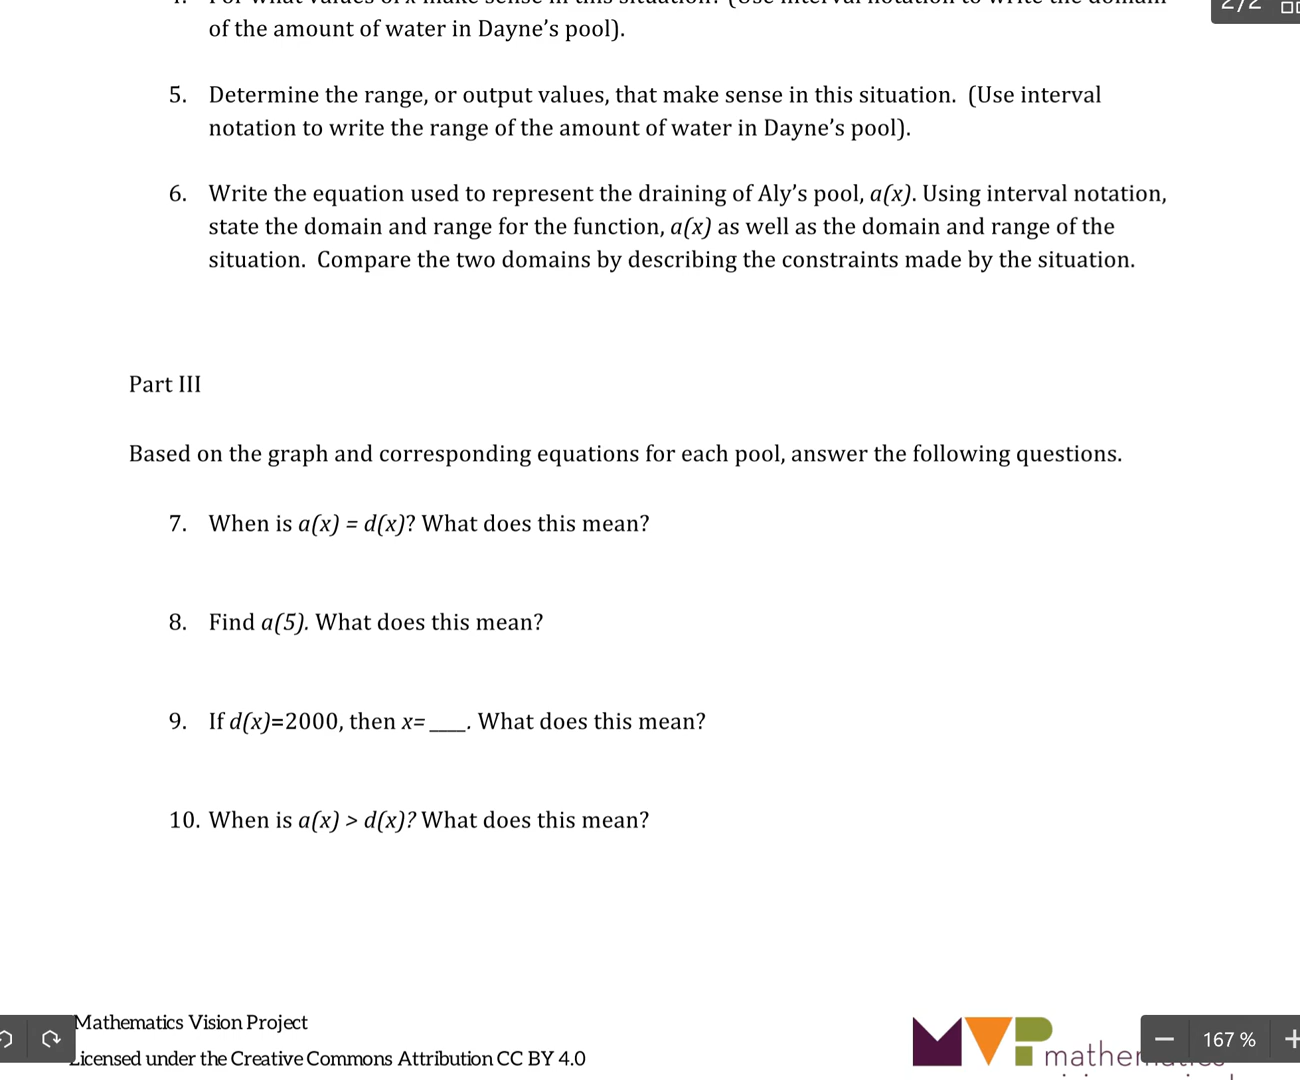 2/2
of the amount of water in Dayne’s pool).
5. Determine the range, or output values, that make sense in this situation. (Use interval
notation to write the range of the amount of water in Dayne’s pool).
6. Write the equation used to represent the draining of Aly’s pool, a(x). Using interval notation,
state the domain and range for the function, a(x) as well as the domain and range of the
situation. Compare the two domains by describing the constraints made by the situation.
Part III
Based on the graph and corresponding equations for each pool, answer the following questions.
7. When is a(x) = d(x)? What does this mean?
8. Find a(5). What does this mean?
9. If d(x)=2000, then x= ____. What does this mean?
10. When is a(x) > d(x)? What does this mean?
Mathematics Vision Project
Licensed under the Creative Commons Attribution CC BY 4.0
MVP
167 %